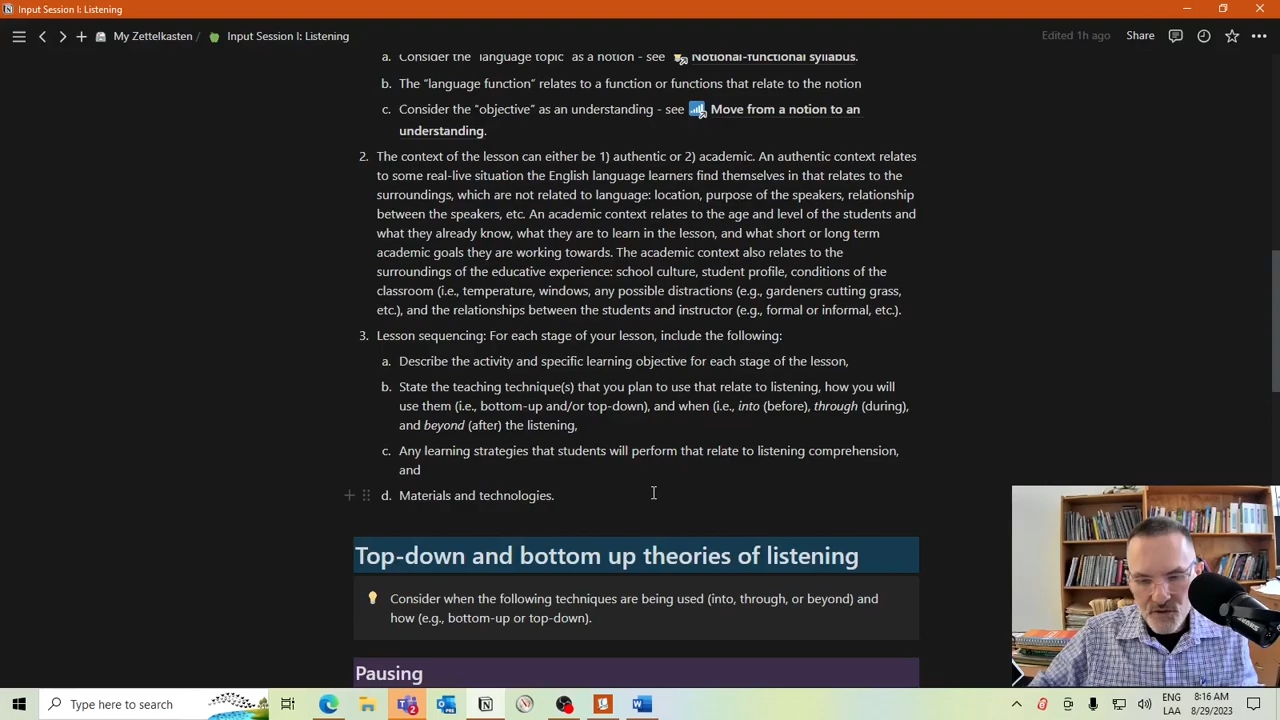 Input Session I: Listening
My Zettelkasten / Input Session I: Listening
Edited 1h ago
Share
a. Consider the "language topic" as a notion - see Notional-functional syllabus.
b. The “language function” relates to a function or functions that relate to the notion
c. Consider the "objective" as an understanding - see Move from a notion to an
understanding.
2. The context of the lesson can either be 1) authentic or 2) academic. An authentic context relates
to some real-live situation the English language learners find themselves in that relates to the
surroundings, which are not related to language: location, purpose of the speakers, relationship
between the speakers, etc. An academic context relates to the age and level of the students and
what they already know, what they are to learn in the lesson, and what short or long term
academic goals they are working towards. The academic context also relates to the
surroundings of the educative experience: school culture, student profile, conditions of the
classroom (i.e., temperature, windows, any possible distractions (e.g., gardeners cutting grass,
etc.), and the relationships between the students and instructor (e.g., formal or informal, etc.).
3. Lesson sequencing: For each stage of your lesson, include the following:
a. Describe the activity and specific learning objective for each stage of the lesson,
b. State the teaching technique(s) that you plan to use that relate to listening, how you will
use them (i.e., bottom-up and/or top-down), and when (i.e., into (before), through (during),
and beyond (after) the listening,
c. Any learning strategies that students will perform that relate to listening comprehension,
and
d. Materials and technologies.
Top-down and bottom up theories of listening
Consider when the following techniques are being used (into, through, or beyond) and
how (e.g., bottom-up or top-down).
Pausing
Type here to search
ENG
LAA
8:16 AM
8/29/2023